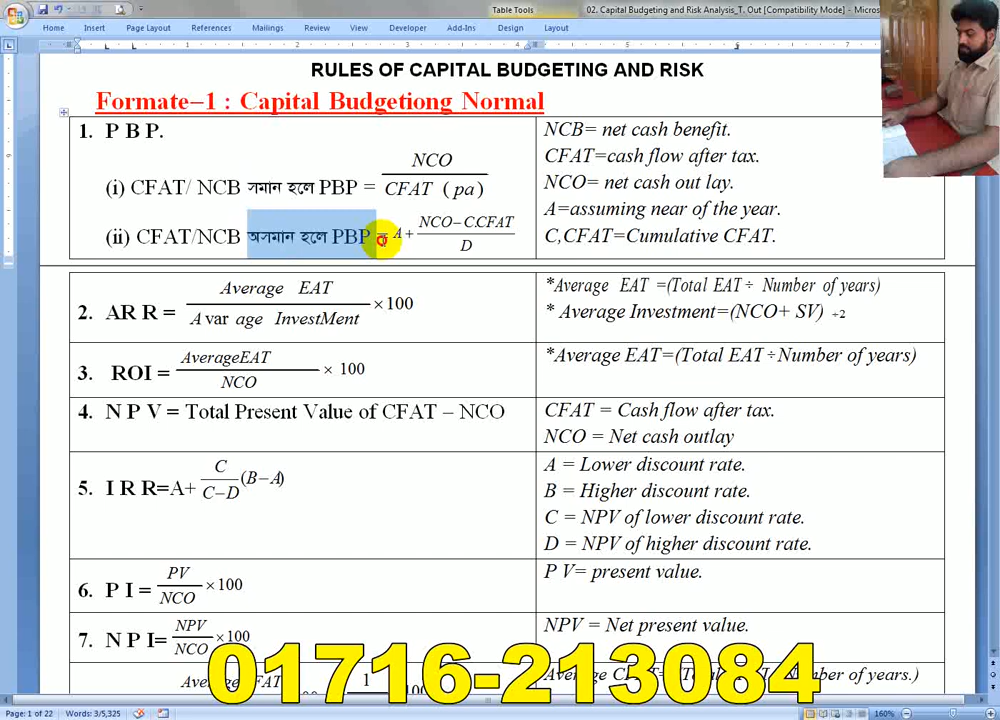 Table Tools
02. Capital Budgeting and Risk Analysis_T. Out [Compatibility Mode] - Micros
Home Insert Page Layout References Mailings Review View Developer Add-Ins Design Layout
RULES OF CAPITAL BUDGETING AND RISK
Formate–1 : Capital Budgetiong Normal
1. P B P.
(i) CFAT/ NCB সমান হলে PBP = NCO / CFAT ( pa )
(ii) CFAT/NCB অসমান হলে PBP = A+ NCO– C.CFAT / D
NCB= net cash benefit.
CFAT=cash flow after tax.
NCO= net cash out lay.
A=assuming near of the year.
C,CFAT=Cumulative CFAT.
2. AR R = Average EAT / A var age InvestMent ×100
*Average EAT =(Total EAT÷ Number of years)
* Average Investment=(NCO+ SV) ÷2
3. ROI = AverageEAT / NCO × 100
*Average EAT=(Total EAT÷Number of years)
4. N P V = Total Present Value of CFAT – NCO
CFAT = Cash flow after tax.
NCO = Net cash outlay
5. I R R=A+ C / C–D (B–A)
A = Lower discount rate.
B = Higher discount rate.
C = NPV of lower discount rate.
D = NPV of higher discount rate.
6. P I = PV / NCO ×100
P V= present value.
7. N P I= NPV / NCO ×100
NPV = Net present value.
01716-213084
Page: 1 of 22 Words: 3/5,325 160%